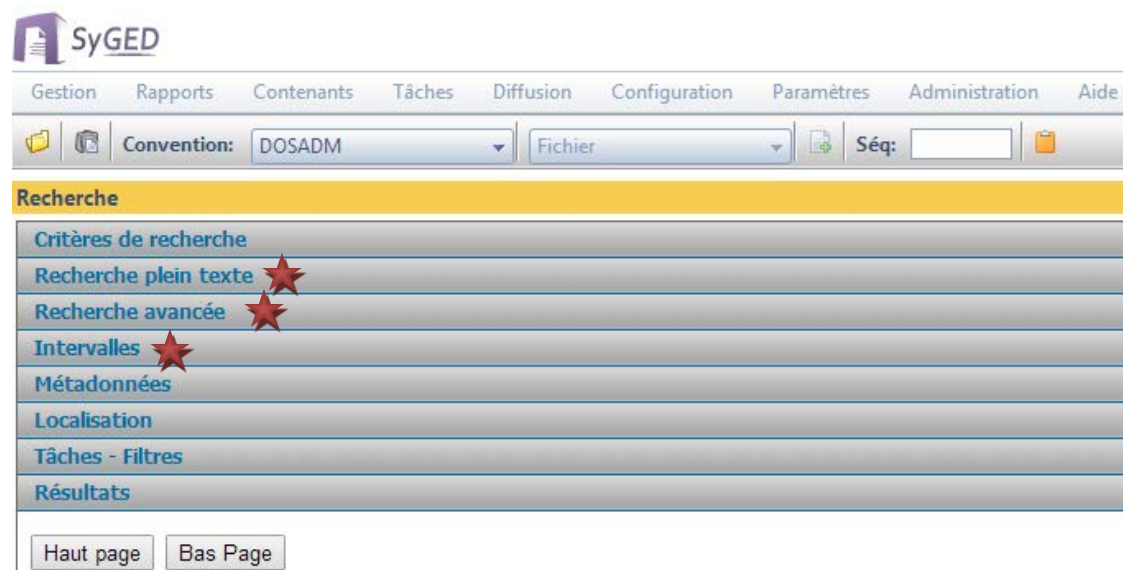 SyGED
Gestion Rapports Contenants Tâches Diffusion Configuration Paramètres Administration Aide
Convention: DOSADM Fichier Séq:
Recherche
Critères de recherche
Recherche plein texte
Recherche avancée
Intervalles
Métadonnées
Localisation
Tâches - Filtres
Résultats
Haut page Bas Page